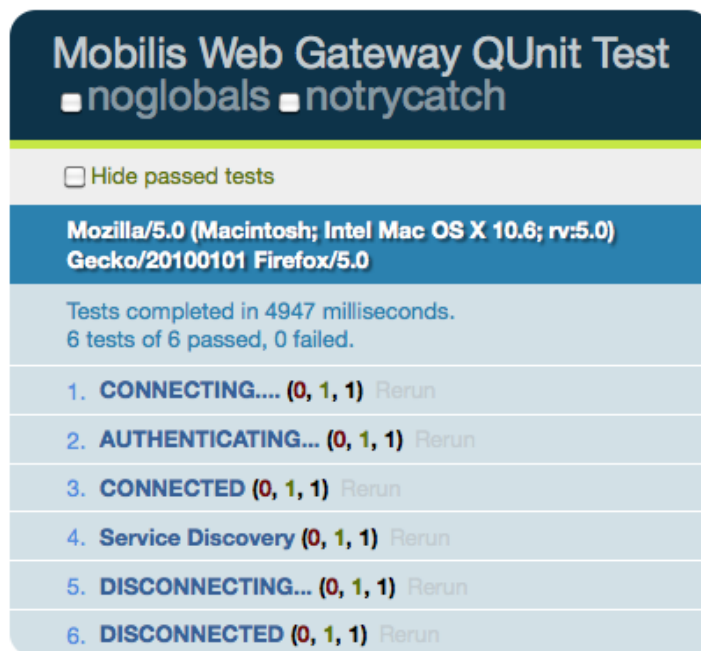 Mobilis Web Gateway QUnit Test
noglobals notrycatch
Hide passed tests
Mozilla/5.0 (Macintosh; Intel Mac OS X 10.6; rv:5.0)
Gecko/20100101 Firefox/5.0
Tests completed in 4947 milliseconds.
6 tests of 6 passed, 0 failed.
1. CONNECTING.... (0, 1, 1) Rerun
2. AUTHENTICATING... (0, 1, 1) Rerun
3. CONNECTED (0, 1, 1) Rerun
4. Service Discovery (0, 1, 1) Rerun
5. DISCONNECTING... (0, 1, 1) Rerun
6. DISCONNECTED (0, 1, 1) Rerun